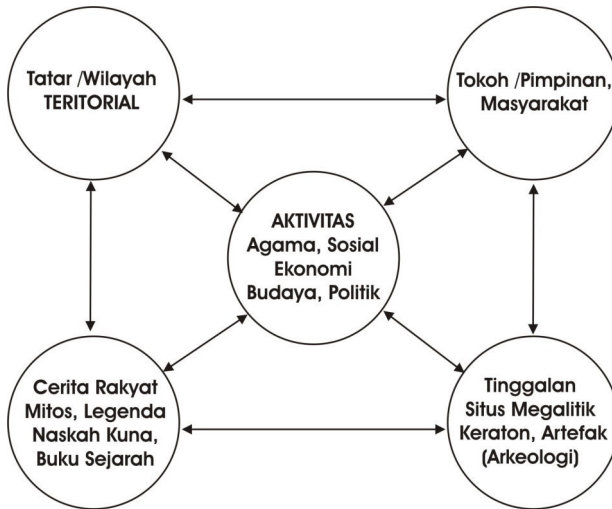 Tatar /Wilayah
TERITORIAL
Tokoh /Pimpinan,
Masyarakat
AKTIVITAS
Agama, Sosial
Ekonomi
Budaya, Politik
Cerita Rakyat
Mitos, Legenda
Naskah Kuna,
Buku Sejarah
Tinggalan
Situs Megalitik
Keraton, Artefak
(Arkeologi)